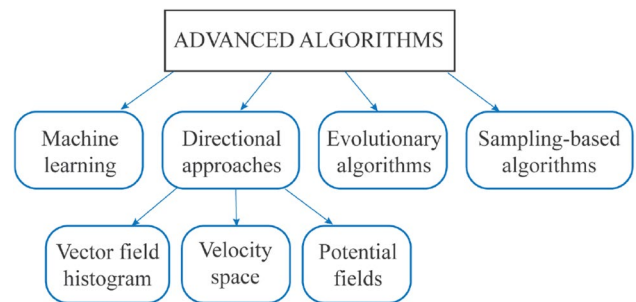 ADVANCED ALGORITHMS
Machine
learning
Directional
approaches
Evolutionary
algorithms
Sampling-based
algorithms
Vector field
histogram
Velocity
space
Potential
fields